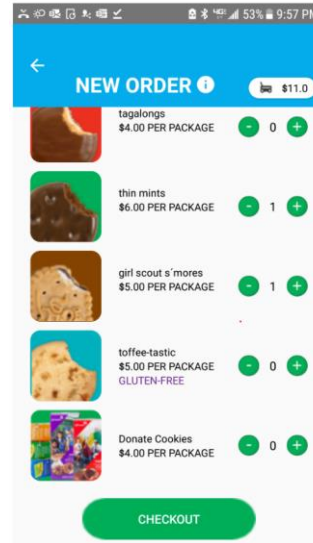 53% 9:57 PM
NEW ORDER i
$11.0
tagalongs
$4.00 PER PACKAGE
- 0 +
thin mints
$6.00 PER PACKAGE
- 1 +
girl scout s´mores
$5.00 PER PACKAGE
- 1 +
toffee-tastic
$5.00 PER PACKAGE
GLUTEN-FREE
- 0 +
Donate Cookies
$4.00 PER PACKAGE
- 0 +
CHECKOUT